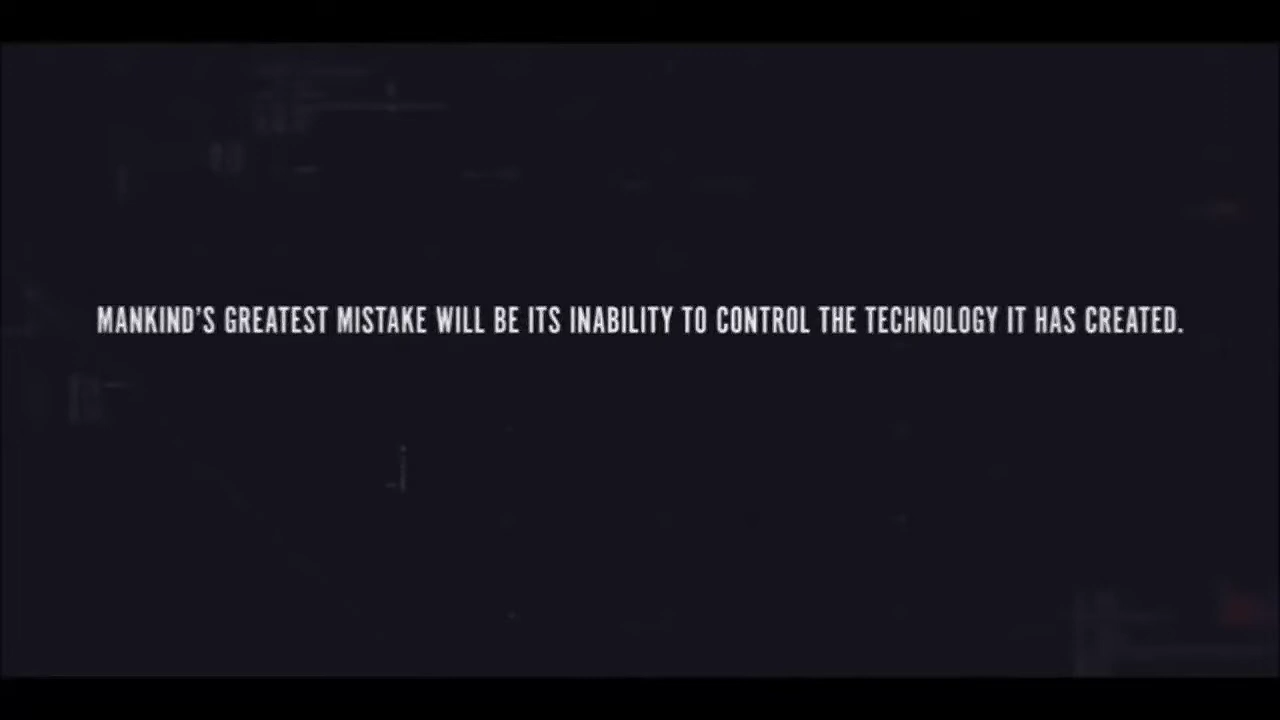 MANKIND'S GREATEST MISTAKE WILL BE ITS INABILITY TO CONTROL THE TECHNOLOGY IT HAS CREATED.